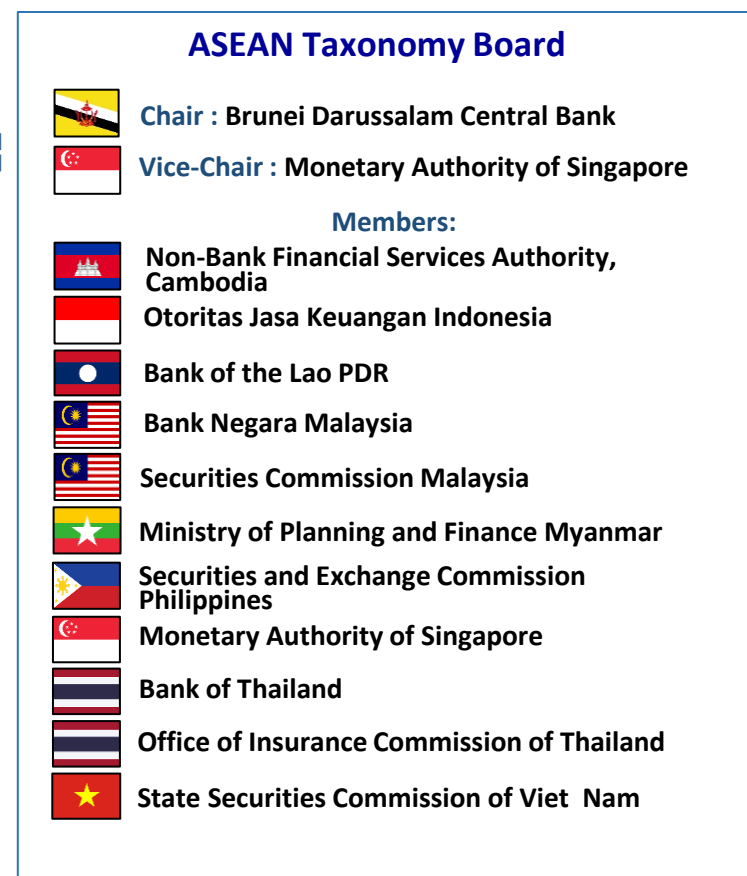 ASEAN Taxonomy Board
Chair : Brunei Darussalam Central Bank
Vice-Chair : Monetary Authority of Singapore
Members:
Non-Bank Financial Services Authority,
Cambodia
Otoritas Jasa Keuangan Indonesia
Bank of the Lao PDR
Bank Negara Malaysia
Securities Commission Malaysia
Ministry of Planning and Finance Myanmar
Securities and Exchange Commission
Philippines
Monetary Authority of Singapore
Bank of Thailand
Office of Insurance Commission of Thailand
State Securities Commission of Viet Nam